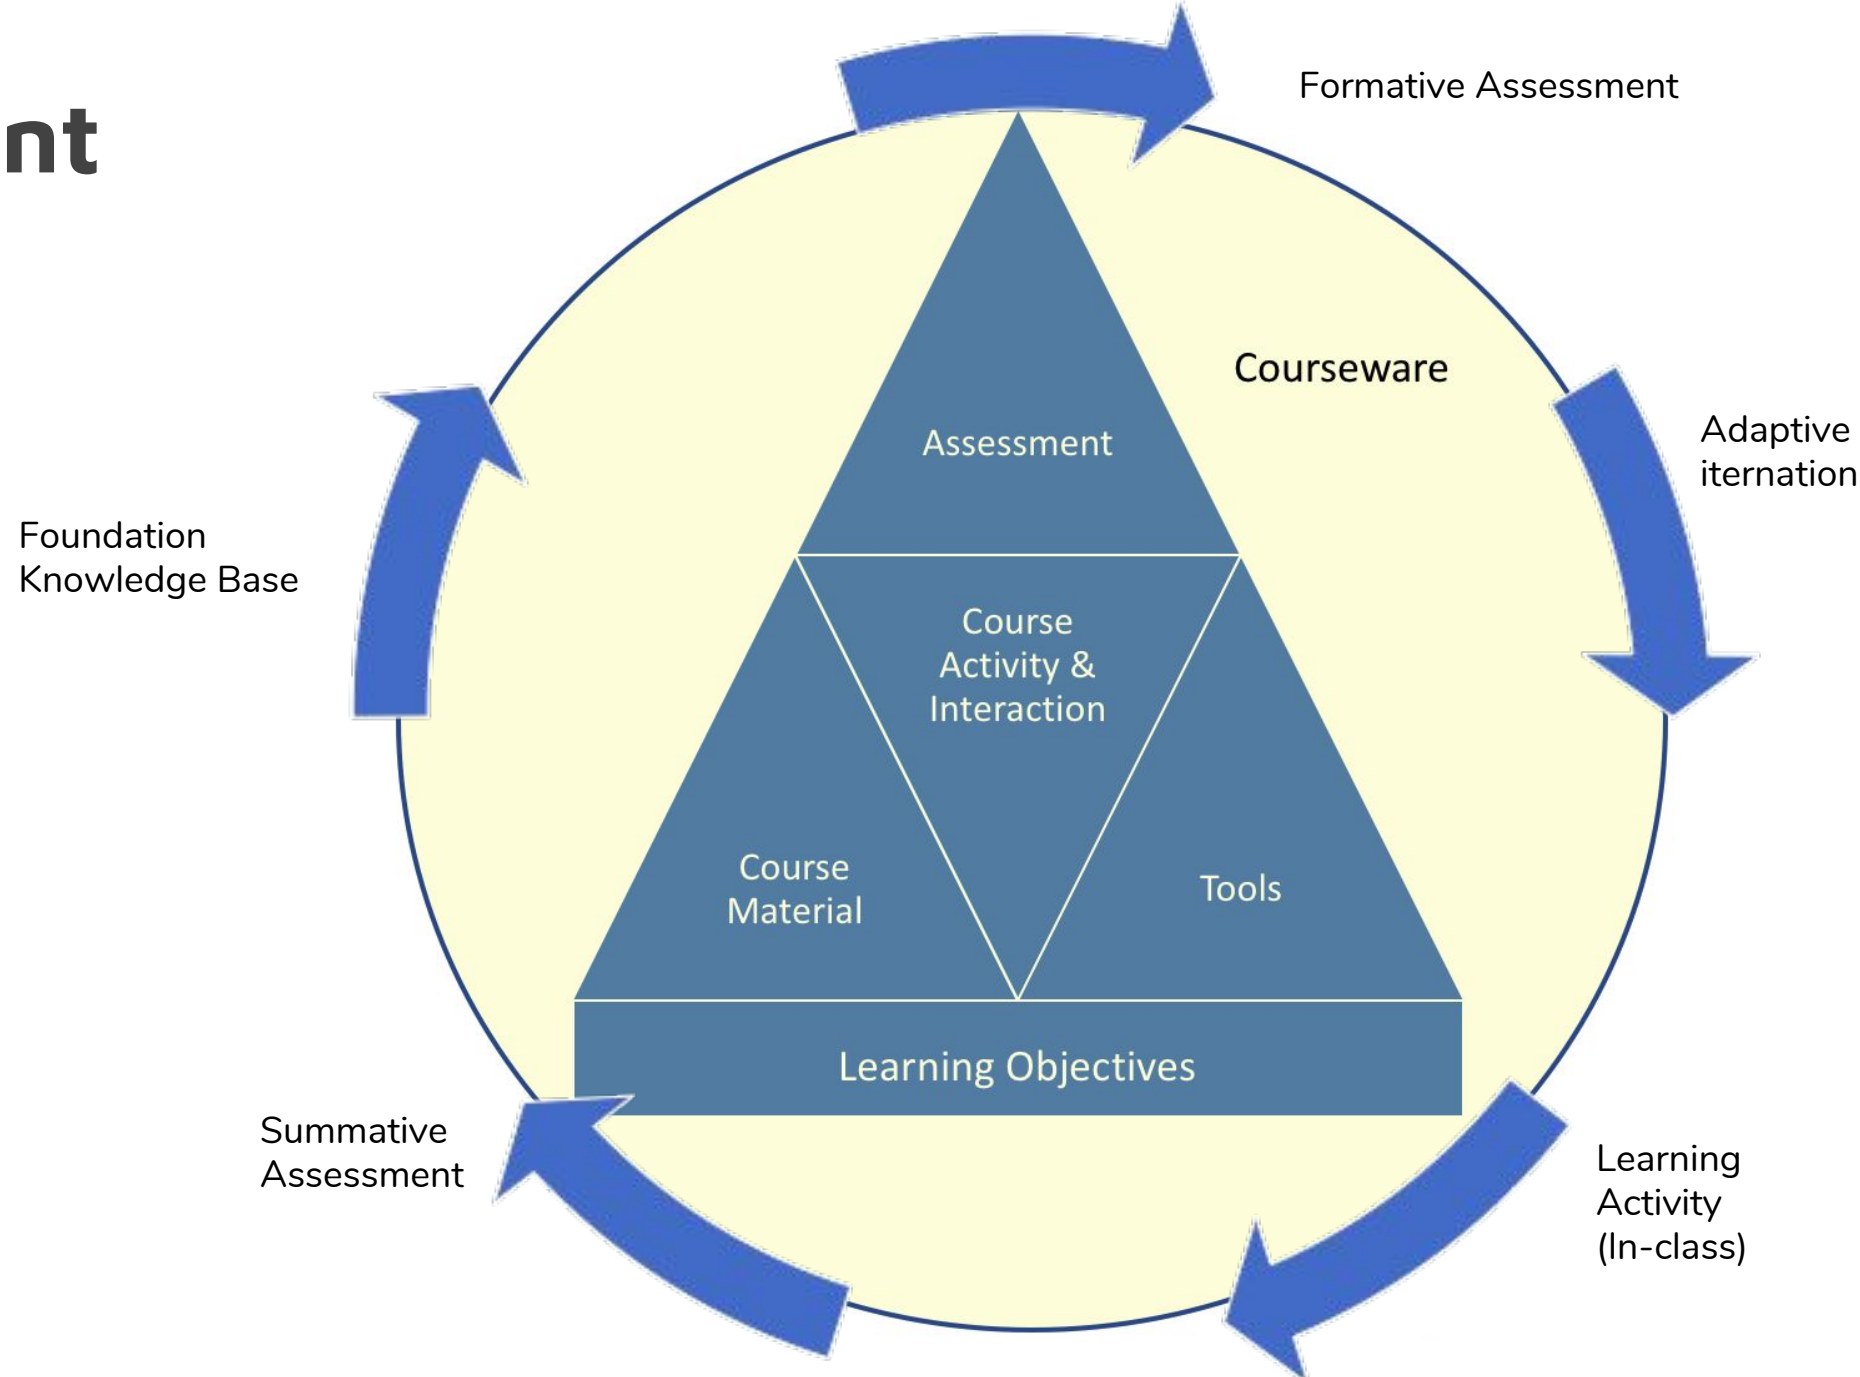 nt
Formative Assessment
Courseware
Adaptive
iternation
Assessment
Foundation
Knowledge Base
Course
Activity &
Interaction
Course
Material
Tools
Learning Objectives
Summative
Assessment
Learning
Activity
(In-class)